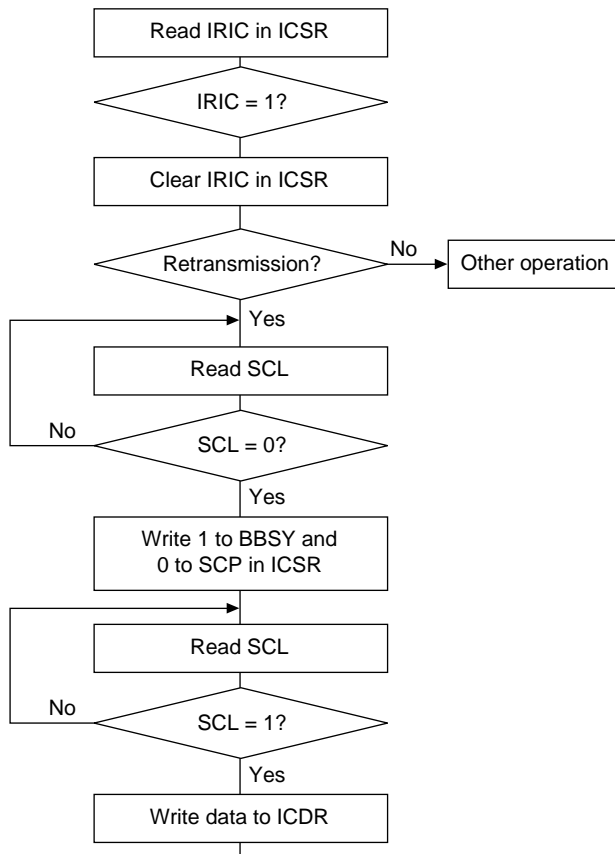 Read IRIC in ICSR
IRIC = 1?
Clear IRIC in ICSR
Retransmission?
No
Other operation
Yes
Read SCL
No
SCL = 0?
Yes
Write 1 to BBSY and
0 to SCP in ICSR
Read SCL
No
SCL = 1?
Yes
Write data to ICDR